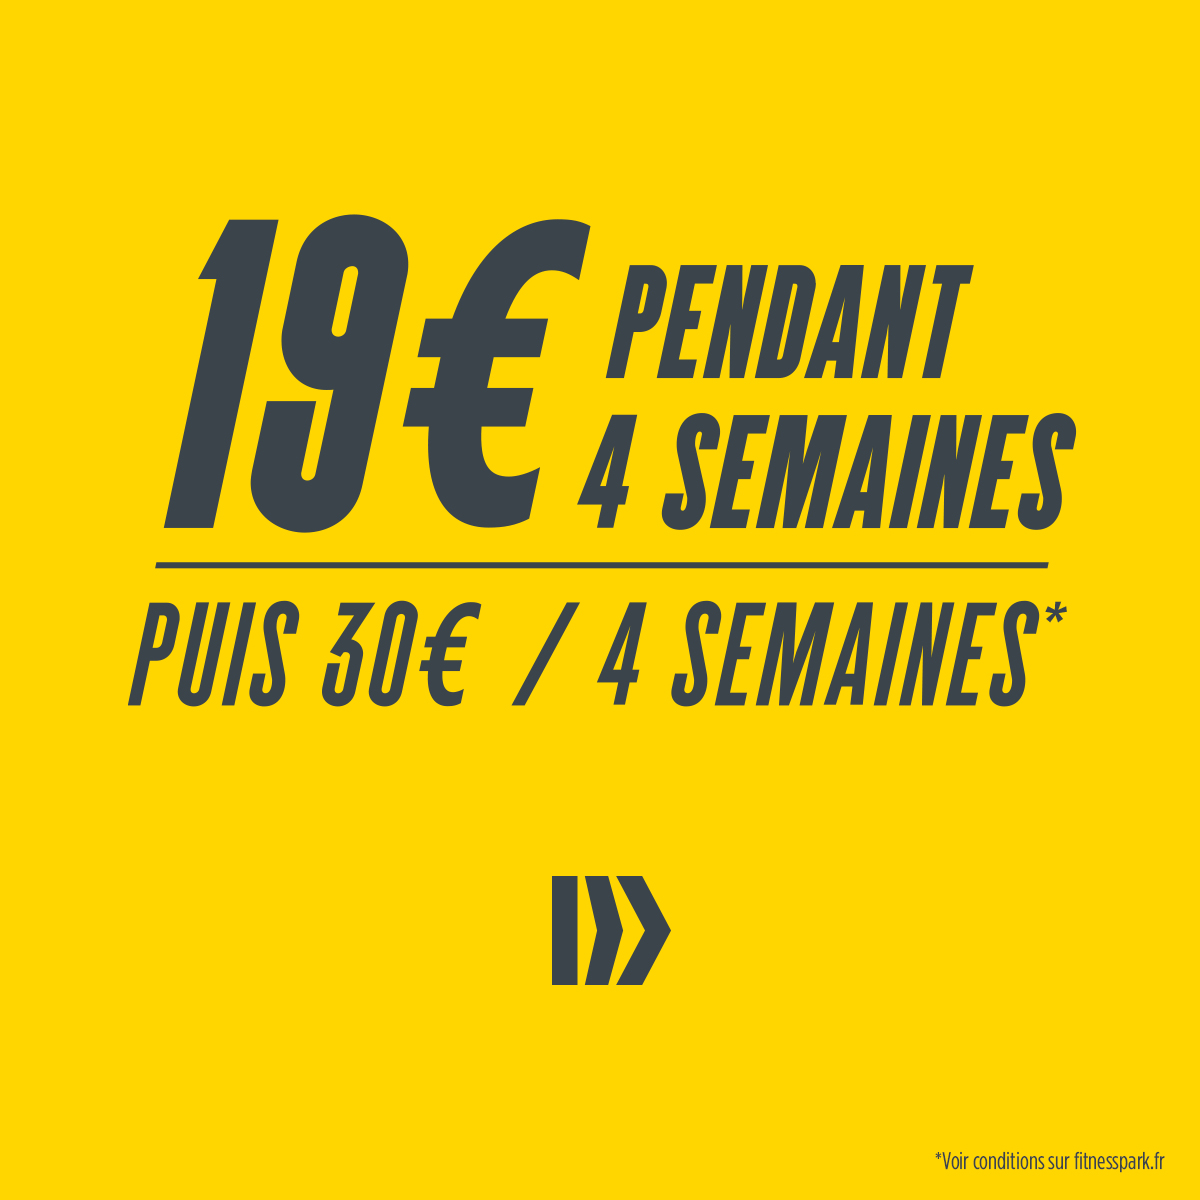 19€ PENDANT
4 SEMAINES
PUIS 30€ / 4 SEMAINES*
*Voir conditions sur fitnesspark.fr